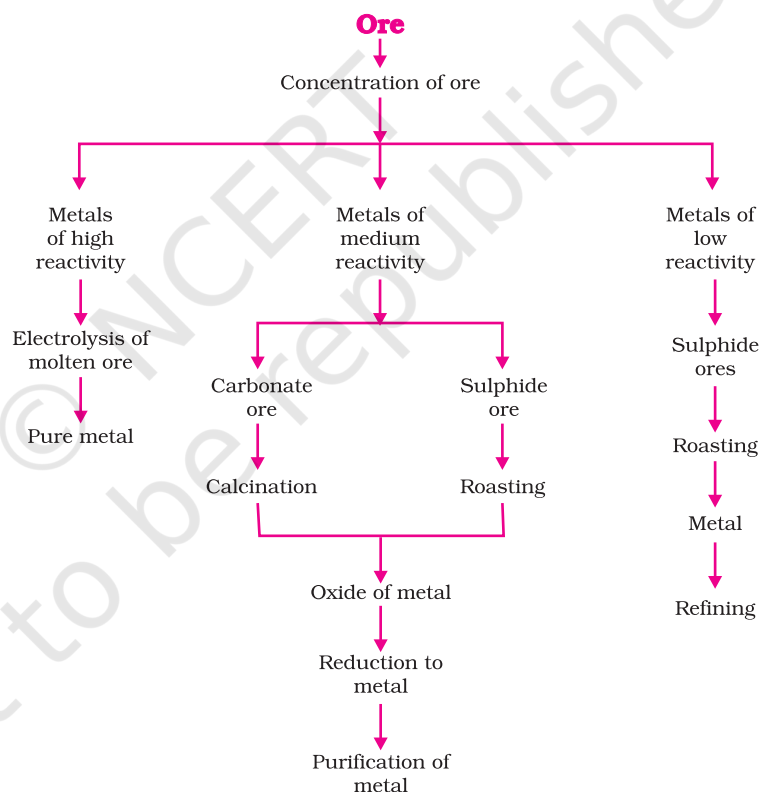 Ore
Concentration of ore
Metals
of high
reactivity
Electrolysis of
molten ore
Pure metal
Metals of
medium
reactivity
Carbonate
ore
Calcination
Sulphide
ore
Roasting
Oxide of metal
Reduction to
metal
Purification of
metal
Metals of
low
reactivity
Sulphide
ores
Roasting
Metal
Refining
© NCERT
to be republishe